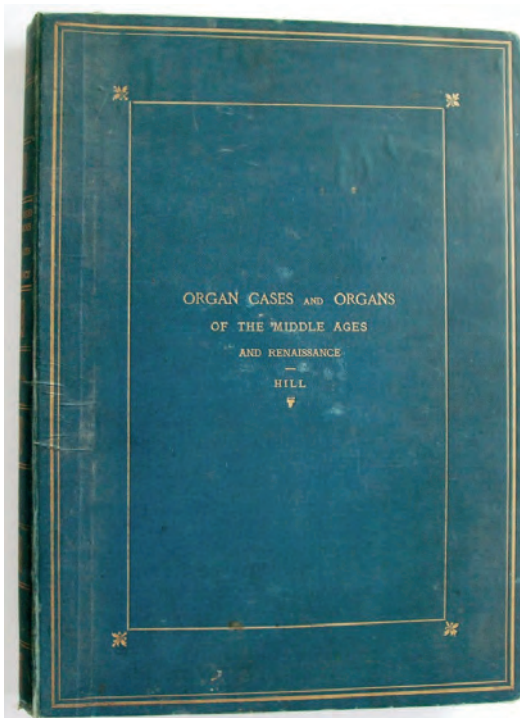 ORGAN CASES AND ORGANS
OF THE MIDDLE AGES
AND RENAISSANCE
HILL